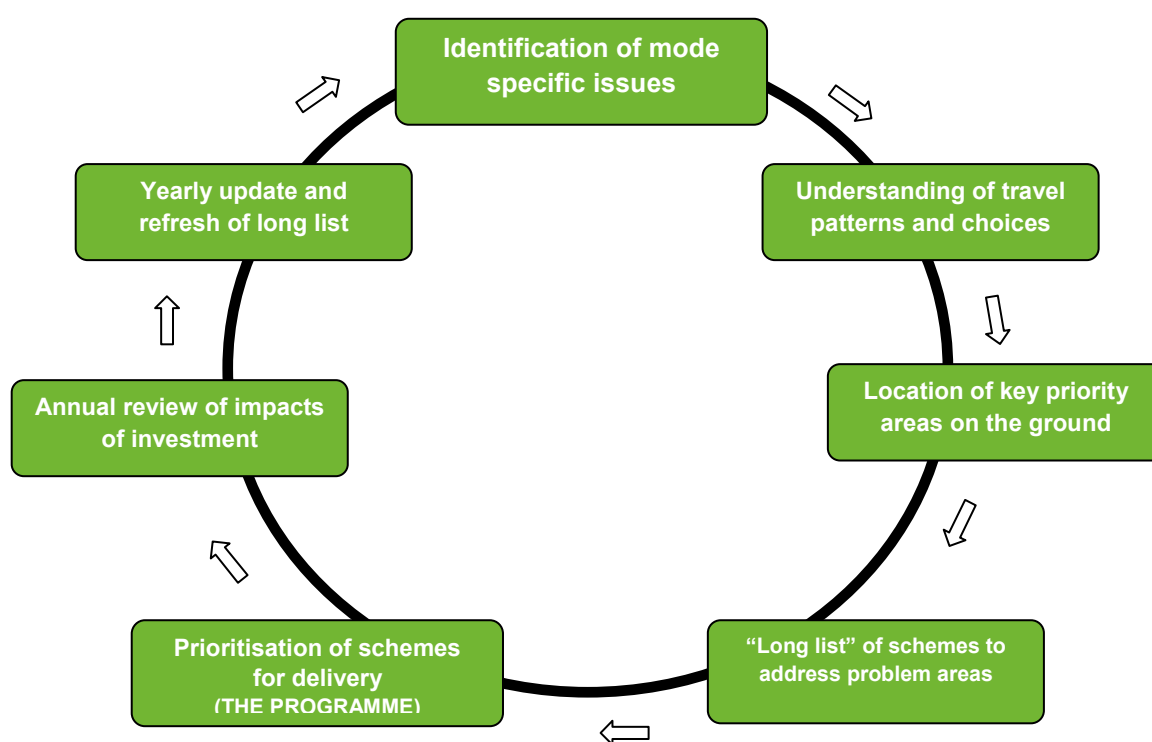 Identification of mode
specific issues
Understanding of travel
patterns and choices
Location of key priority
areas on the ground
“Long list” of schemes to
address problem areas
Prioritisation of schemes
for delivery
(THE PROGRAMME)
Annual review of impacts
of investment
Yearly update and
refresh of long list